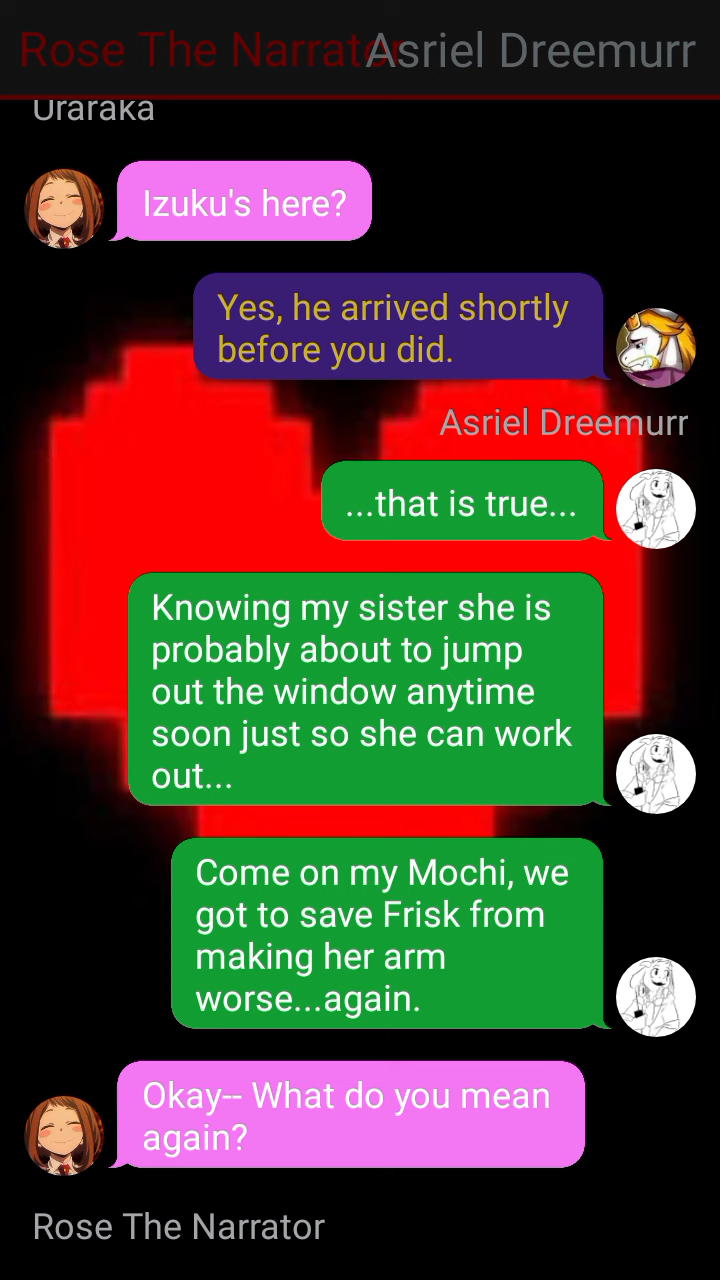 Rose The Narrator
Asriel Dreemurr
Uraraka
Izuku's here?
Yes, he arrived shortly
before you did.
Asriel Dreemurr
...that is true...
Knowing my sister she is
probably about to jump
out the window anytime
soon just so she can work
out...
Come on my Mochi, we
got to save Frisk from
making her arm
worse...again.
Okay-- What do you mean
again?
Rose The Narrator